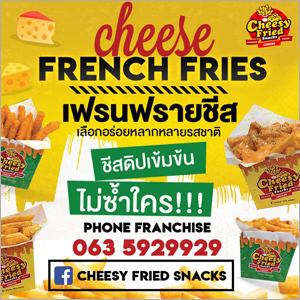 cheese
Cheesy
Fried
Snacks
FRENCH FRIES
เฟรนฟรายชีส
เลือกอร่อยหลากหลายรสชาติ
ชีสดิปเข้มข้น
ไม่ซ้ำใคร!!!
PHONE FRANCHISE
063 5929929
f CHEESY FRIED SNACKS